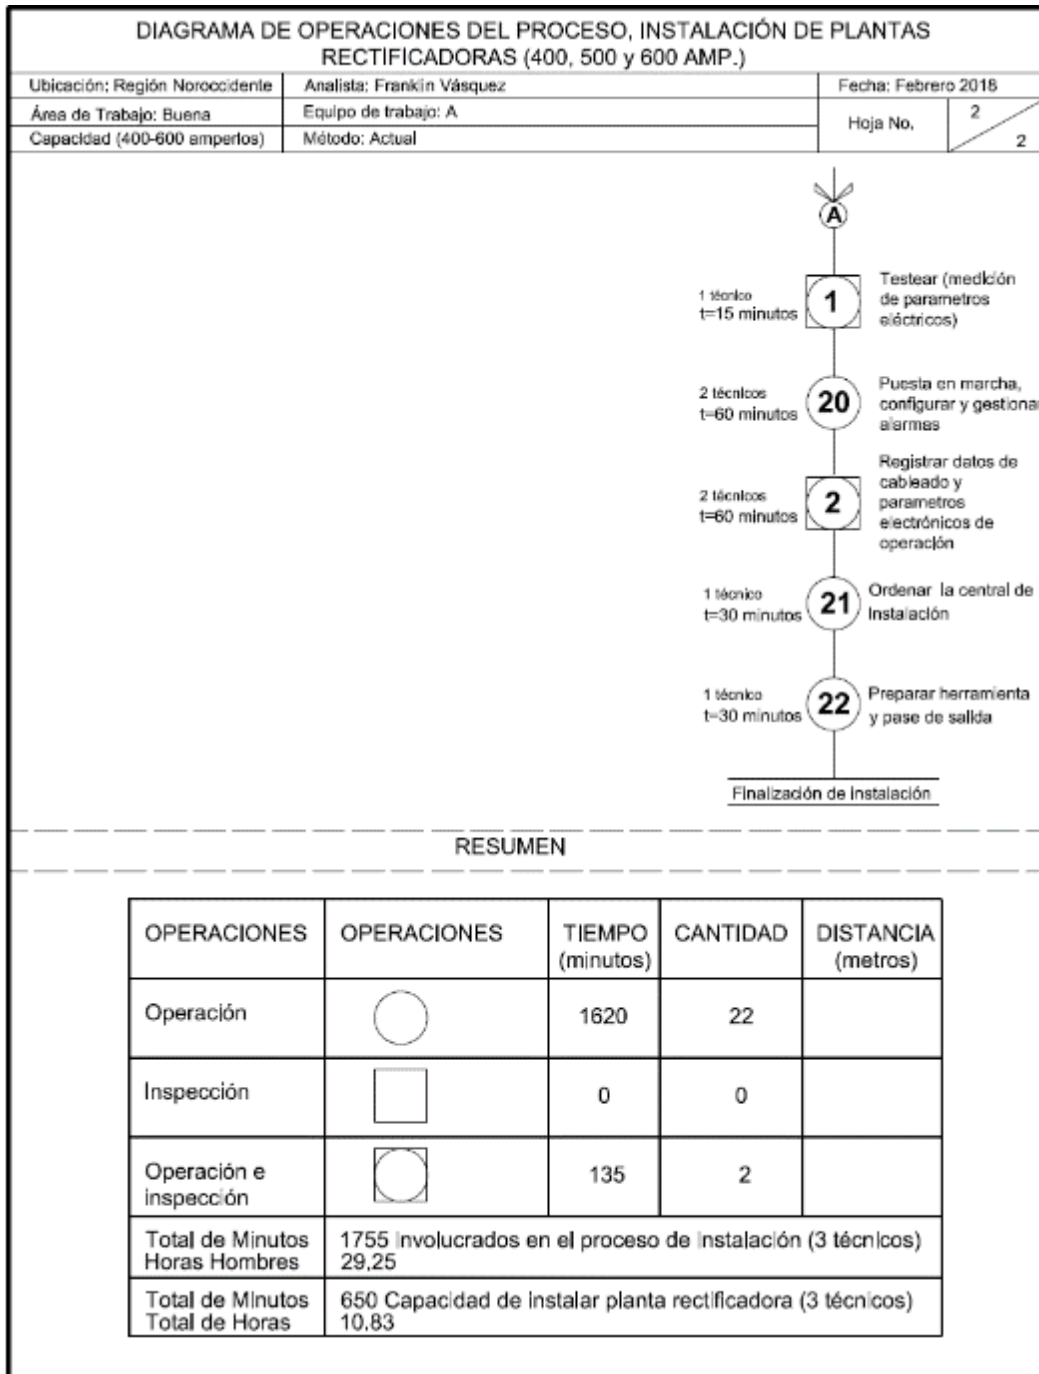 DIAGRAMA DE OPERACIONES DEL PROCESO, INSTALACIÓN DE PLANTAS
RECTIFICADORAS (400, 500 y 600 AMP.)
Ubicación: Región Noroccidente
Analista: Franklin Vásquez
Fecha: Febrero 2018
Área de Trabajo: Buena
Equipo de trabajo: A
Hoja No.
2
2
Capacidad (400-600 amperios)
Método: Actual
A
1 técnico
t=15 minutos
1
Testear (medición
de parametros
eléctricos)
2 técnicos
t=60 minutos
20
Puesta en marcha,
configurar y gestionar
alarmas
2 técnicos
t=60 minutos
2
Registrar datos de
cableado y
parametros
electrónicos de
operación
1 técnico
t=30 minutos
21
Ordenar la central de
Instalación
1 técnico
t=30 minutos
22
Preparar herramienta
y pase de salida
Finalización de instalación
RESUMEN
OPERACIONES
OPERACIONES
TIEMPO
(minutos)
CANTIDAD
DISTANCIA
(metros)
Operación
1620
22
Inspección
0
0
Operación e
inspección
135
2
Total de Minutos
Horas Hombres
1755 Involucrados en el proceso de Instalación (3 técnicos)
29,25
Total de Minutos
Total de Horas
650 Capacidad de instalar planta rectificadora (3 técnicos)
10,83